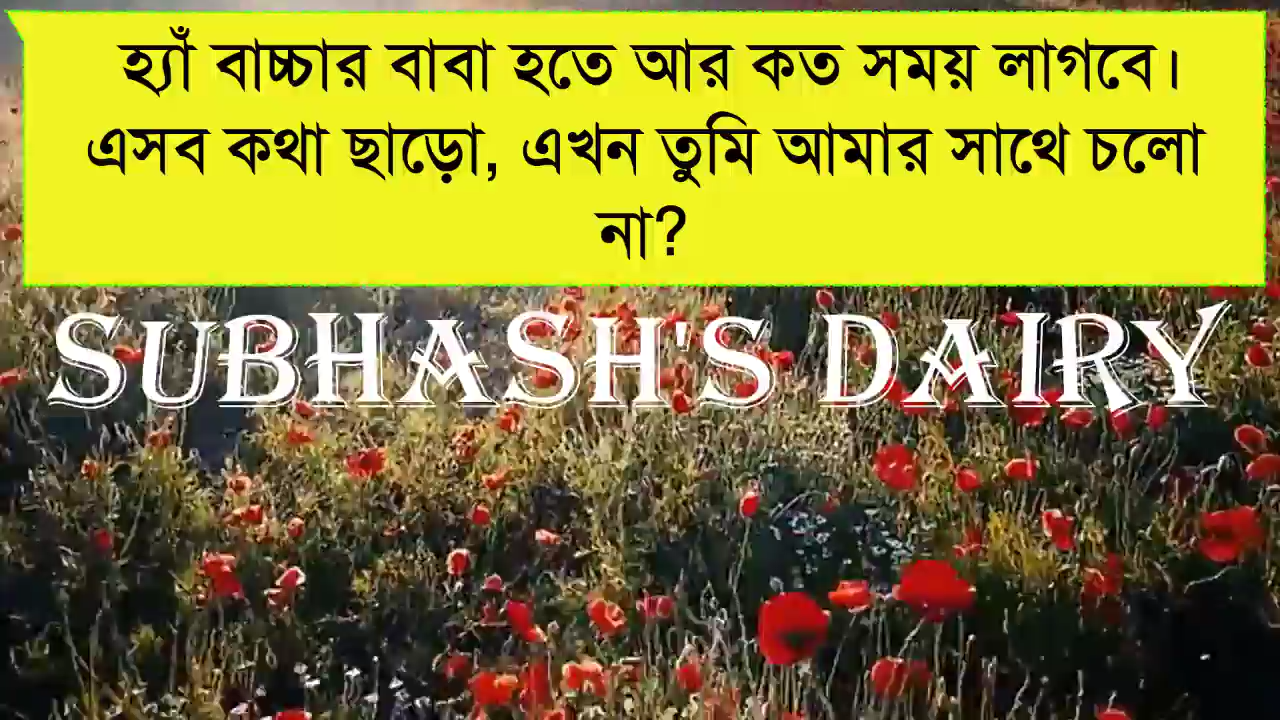 হ্যাঁ বাচ্চার বাবা হতে আর কত সময় লাগবে।
এসব কথা ছাড়ো, এখন তুমি আমার সাথে চলো
না?
SUBHASH'S DAIRY